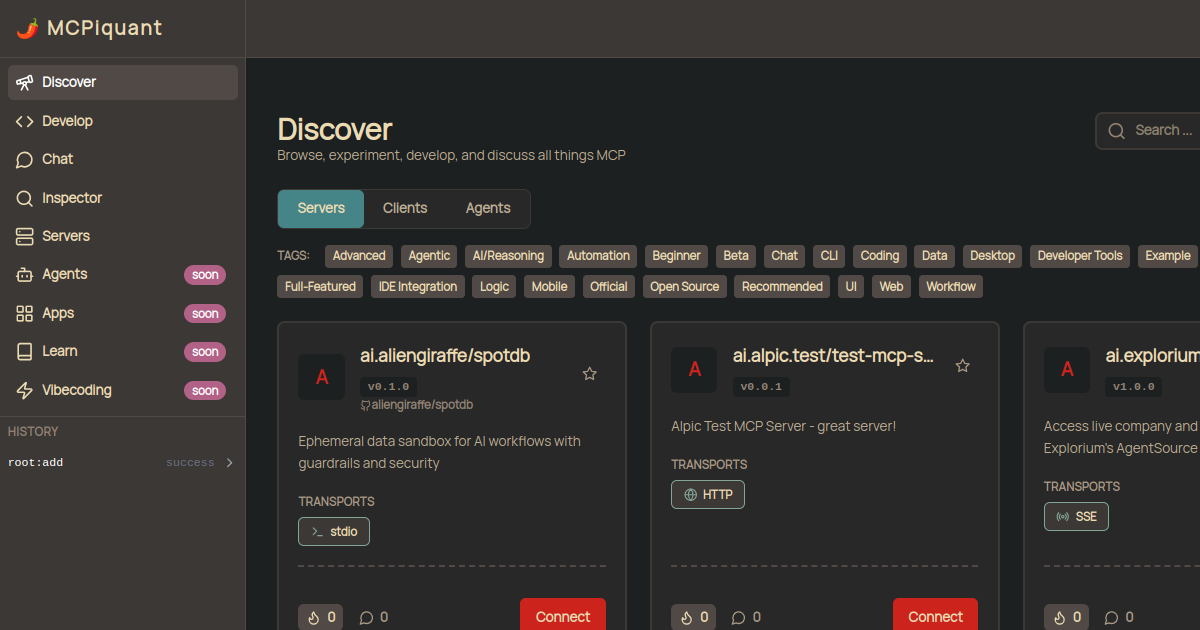 MCPiquant
Discover
Develop
Chat
Inspector
Servers
Agents soon
Apps soon
Learn soon
Vibecoding soon
HISTORY
root:add success
Discover
Browse, experiment, develop, and discuss all things MCP
Search ...
Servers Clients Agents
TAGS: Advanced Agentic AI/Reasoning Automation Beginner Beta Chat CLI Coding Data Desktop Developer Tools Example
Full-Featured IDE Integration Logic Mobile Official Open Source Recommended UI Web Workflow
A
ai.aliengiraffe/spotdb
v0.1.0
aliengiraffe/spotdb
Ephemeral data sandbox for AI workflows with
guardrails and security
TRANSPORTS
stdio
0 0 Connect
A
ai.alpic.test/test-mcp-s...
v0.0.1
Alpic Test MCP Server - great server!
TRANSPORTS
HTTP
0 0 Connect
A
ai.explorium
v1.0.0
Access live company and
Explorium's AgentSource
TRANSPORTS
SSE
0 0